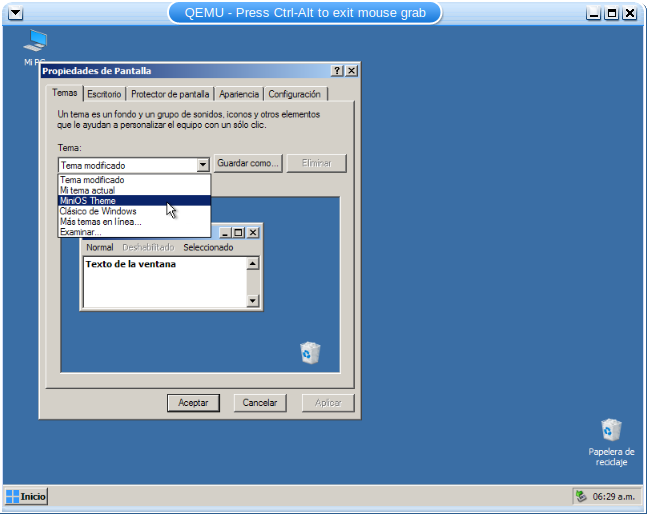 QEMU - Press Ctrl-Alt to exit mouse grab
Mi PC
Propiedades de Pantalla
Temas
Escritorio
Protector de pantalla
Apariencia
Configuración
Un tema es un fondo y un grupo de sonidos, iconos y otros elementos
que le ayudan a personalizar el equipo con un sólo clic.
Tema:
Tema modificado
Guardar como...
Eliminar
Tema modificado
Mi tema actual
MiniOS Theme
Clásico de Windows
Más temas en línea...
Examinar...
Normal
Deshabilitado
Seleccionado
Texto de la ventana
Aceptar
Cancelar
Aplicar
Papelera de
reciclaje
Inicio
06:29 a.m.